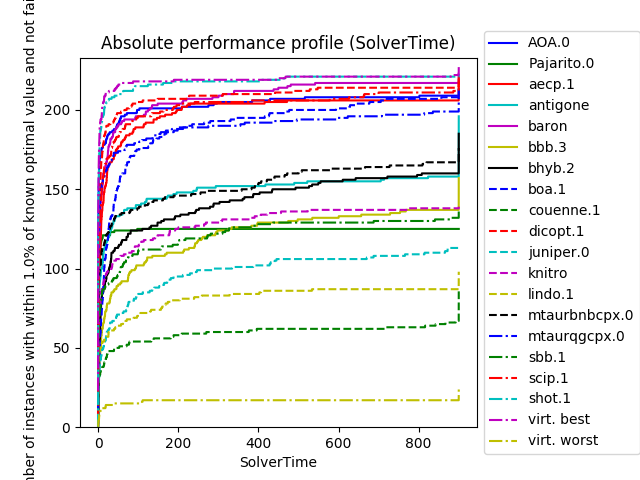 Absolute performance profile (SolverTime)
of instances with within 1.0% of known optimal value and not
200
150
100
50
0
0 200 400 600 800
SolverTime
AOA.0
Pajarito.0
aecp.1
antigone
baron
bbb.3
bhyb.2
boa.1
couenne.1
dicopt.1
juniper.0
knitro
lindo.1
mtaurbnbcpx.0
mtaurqgcpx.0
sbb.1
scip.1
shot.1
virt. best
virt. worst